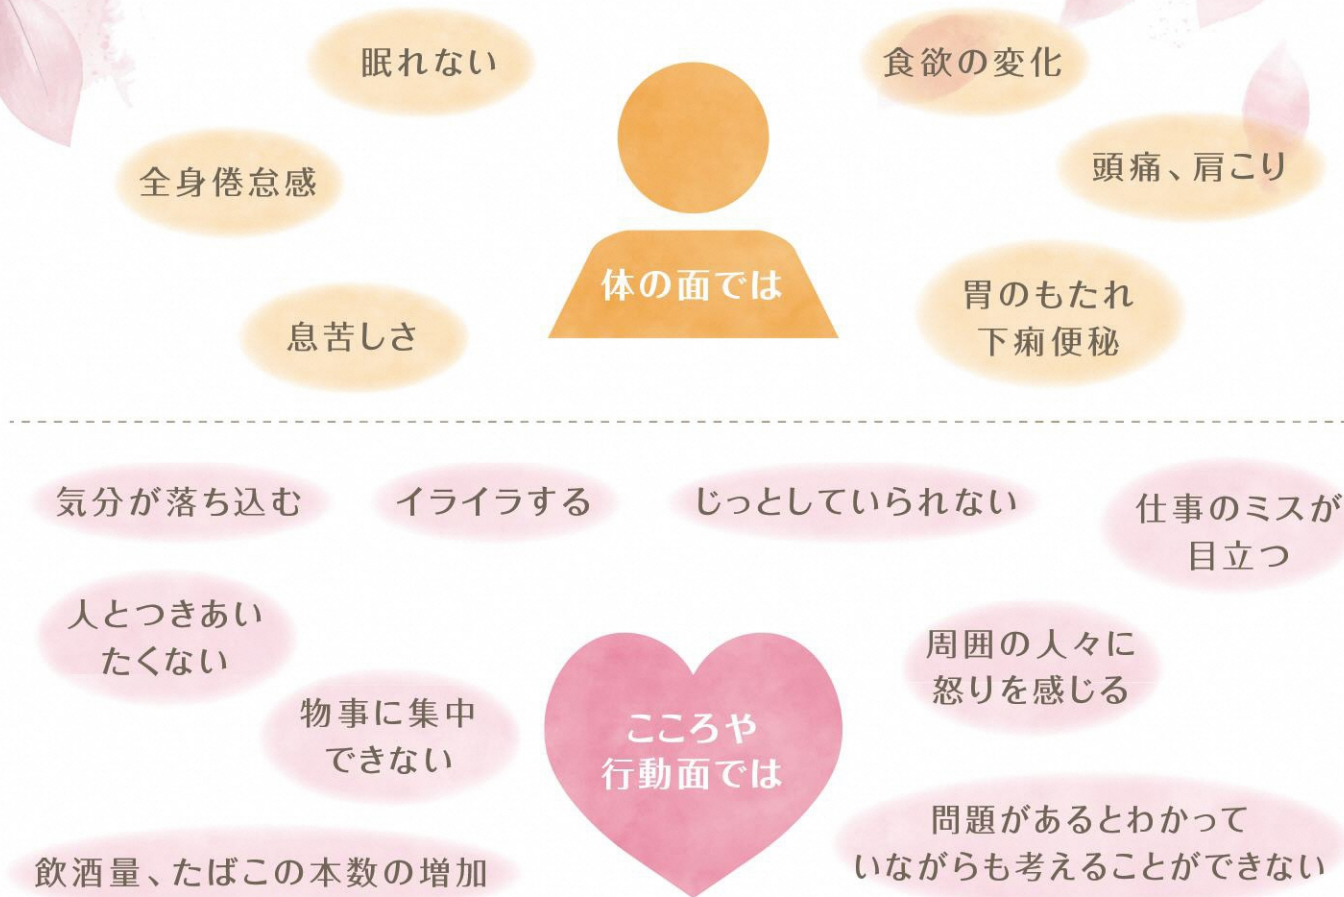 眠れない
食欲の変化
全身倦怠感
頭痛、肩こり
体の面では
息苦しさ
胃のもたれ
下痢便秘
気分が落ち込む
イライラする
じっとしていられない
仕事のミスが
目立つ
人とつきあい
たくない
周囲の人々に
怒りを感じる
物事に集中
できない
こころや
行動面では
問題があるとわかって
いながらも考えることができない
飲酒量、たばこの本数の増加